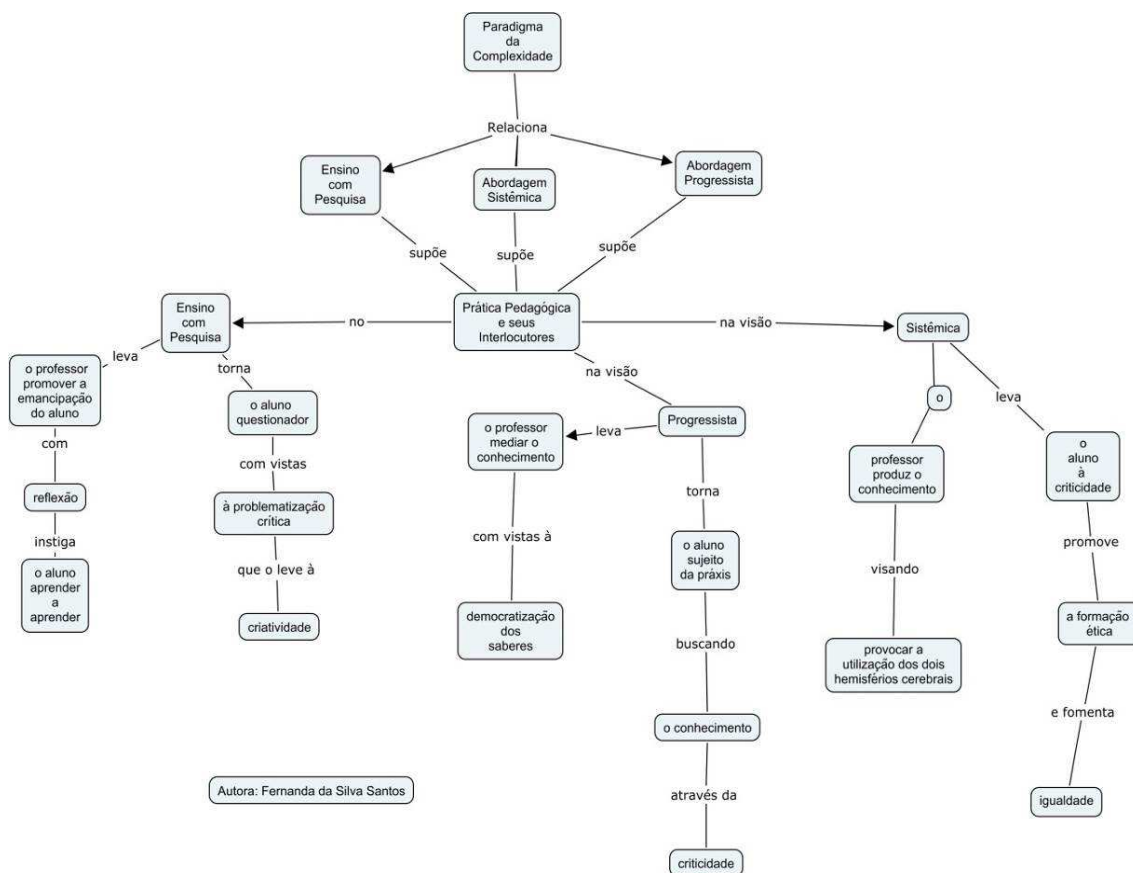 Paradigma
da
Complexidade
Relaciona
Ensino
com
Pesquisa
Abordagem
Sistêmica
Abordagem
Progressista
supõe
supõe
supõe
Prática Pedagógica
e seus
Interlocutores
no
na visão
na visão
Ensino
com
Pesquisa
leva
torna
o professor
promover a
emancipação
do aluno
com
reflexão
instiga
o aluno
aprender
a
aprender
o aluno
questionador
com vistas
à problematização
crítica
que o leve à
criatividade
Progressista
leva
o professor
mediar o
conhecimento
com vistas à
democratização
dos
saberes
torna
o aluno
sujeito
da práxis
buscando
o conhecimento
através da
criticidade
Sistêmica
o
professor
produz o
conhecimento
visando
provocar a
utilização dos dois
hemisférios cerebrais
leva
o
aluno
à
criticidade
promove
a formação
ética
e fomenta
igualdade
Autora: Fernanda da Silva Santos